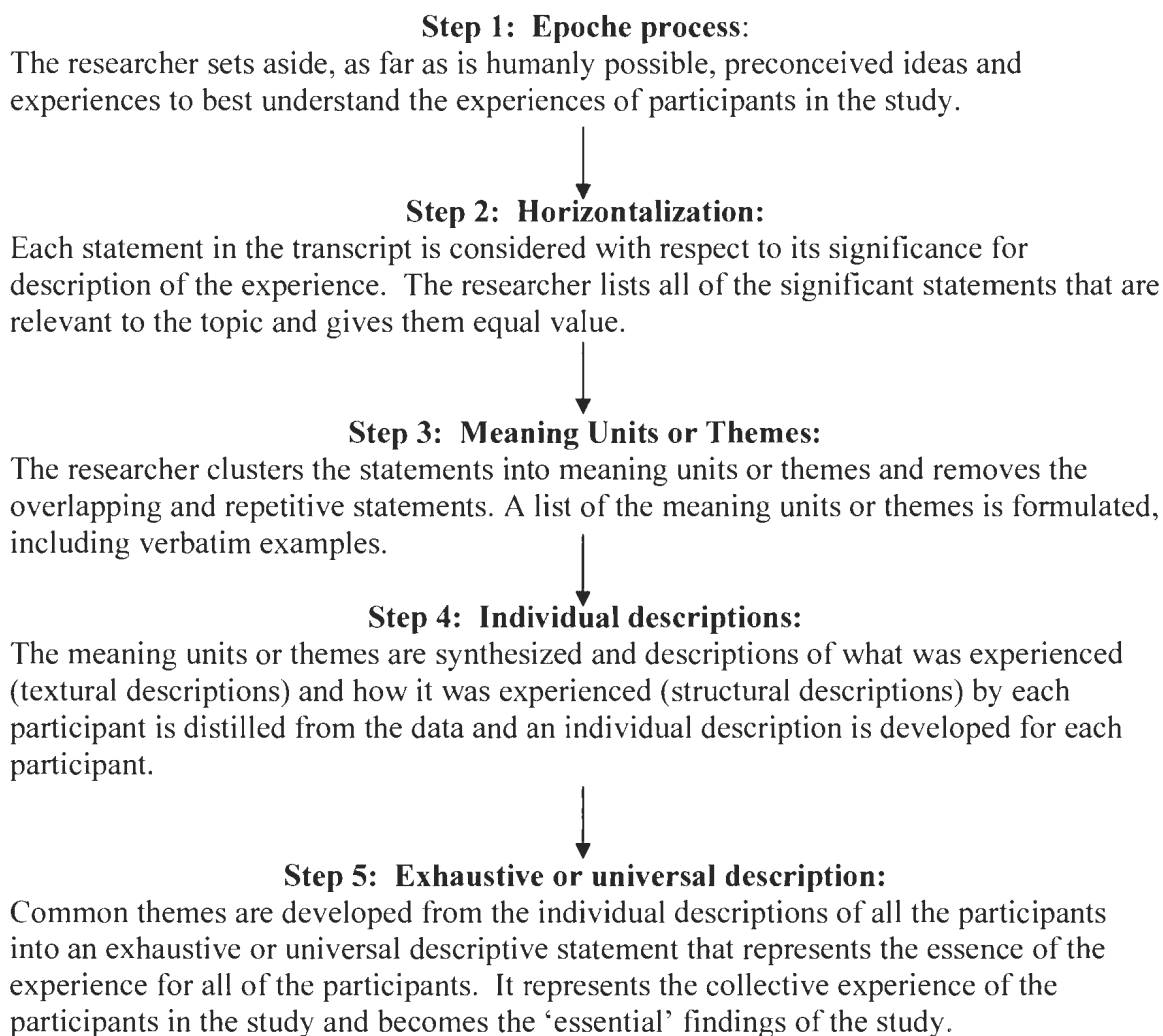 Step 1: Epoche process:
The researcher sets aside, as far as is humanly possible, preconceived ideas and
experiences to best understand the experiences of participants in the study.
Step 2: Horizontalization:
Each statement in the transcript is considered with respect to its significance for
description of the experience. The researcher lists all of the significant statements that are
relevant to the topic and gives them equal value.
Step 3: Meaning Units or Themes:
The researcher clusters the statements into meaning units or themes and removes the
overlapping and repetitive statements. A list of the meaning units or themes is formulated,
including verbatim examples.
Step 4: Individual descriptions:
The meaning units or themes are synthesized and descriptions of what was experienced
(textural descriptions) and how it was experienced (structural descriptions) by each
participant is distilled from the data and an individual description is developed for each
participant.
Step 5: Exhaustive or universal description:
Common themes are developed from the individual descriptions of all the participants
into an exhaustive or universal descriptive statement that represents the essence of the
experience for all of the participants. It represents the collective experience of the
participants in the study and becomes the ‘essential’ findings of the study.